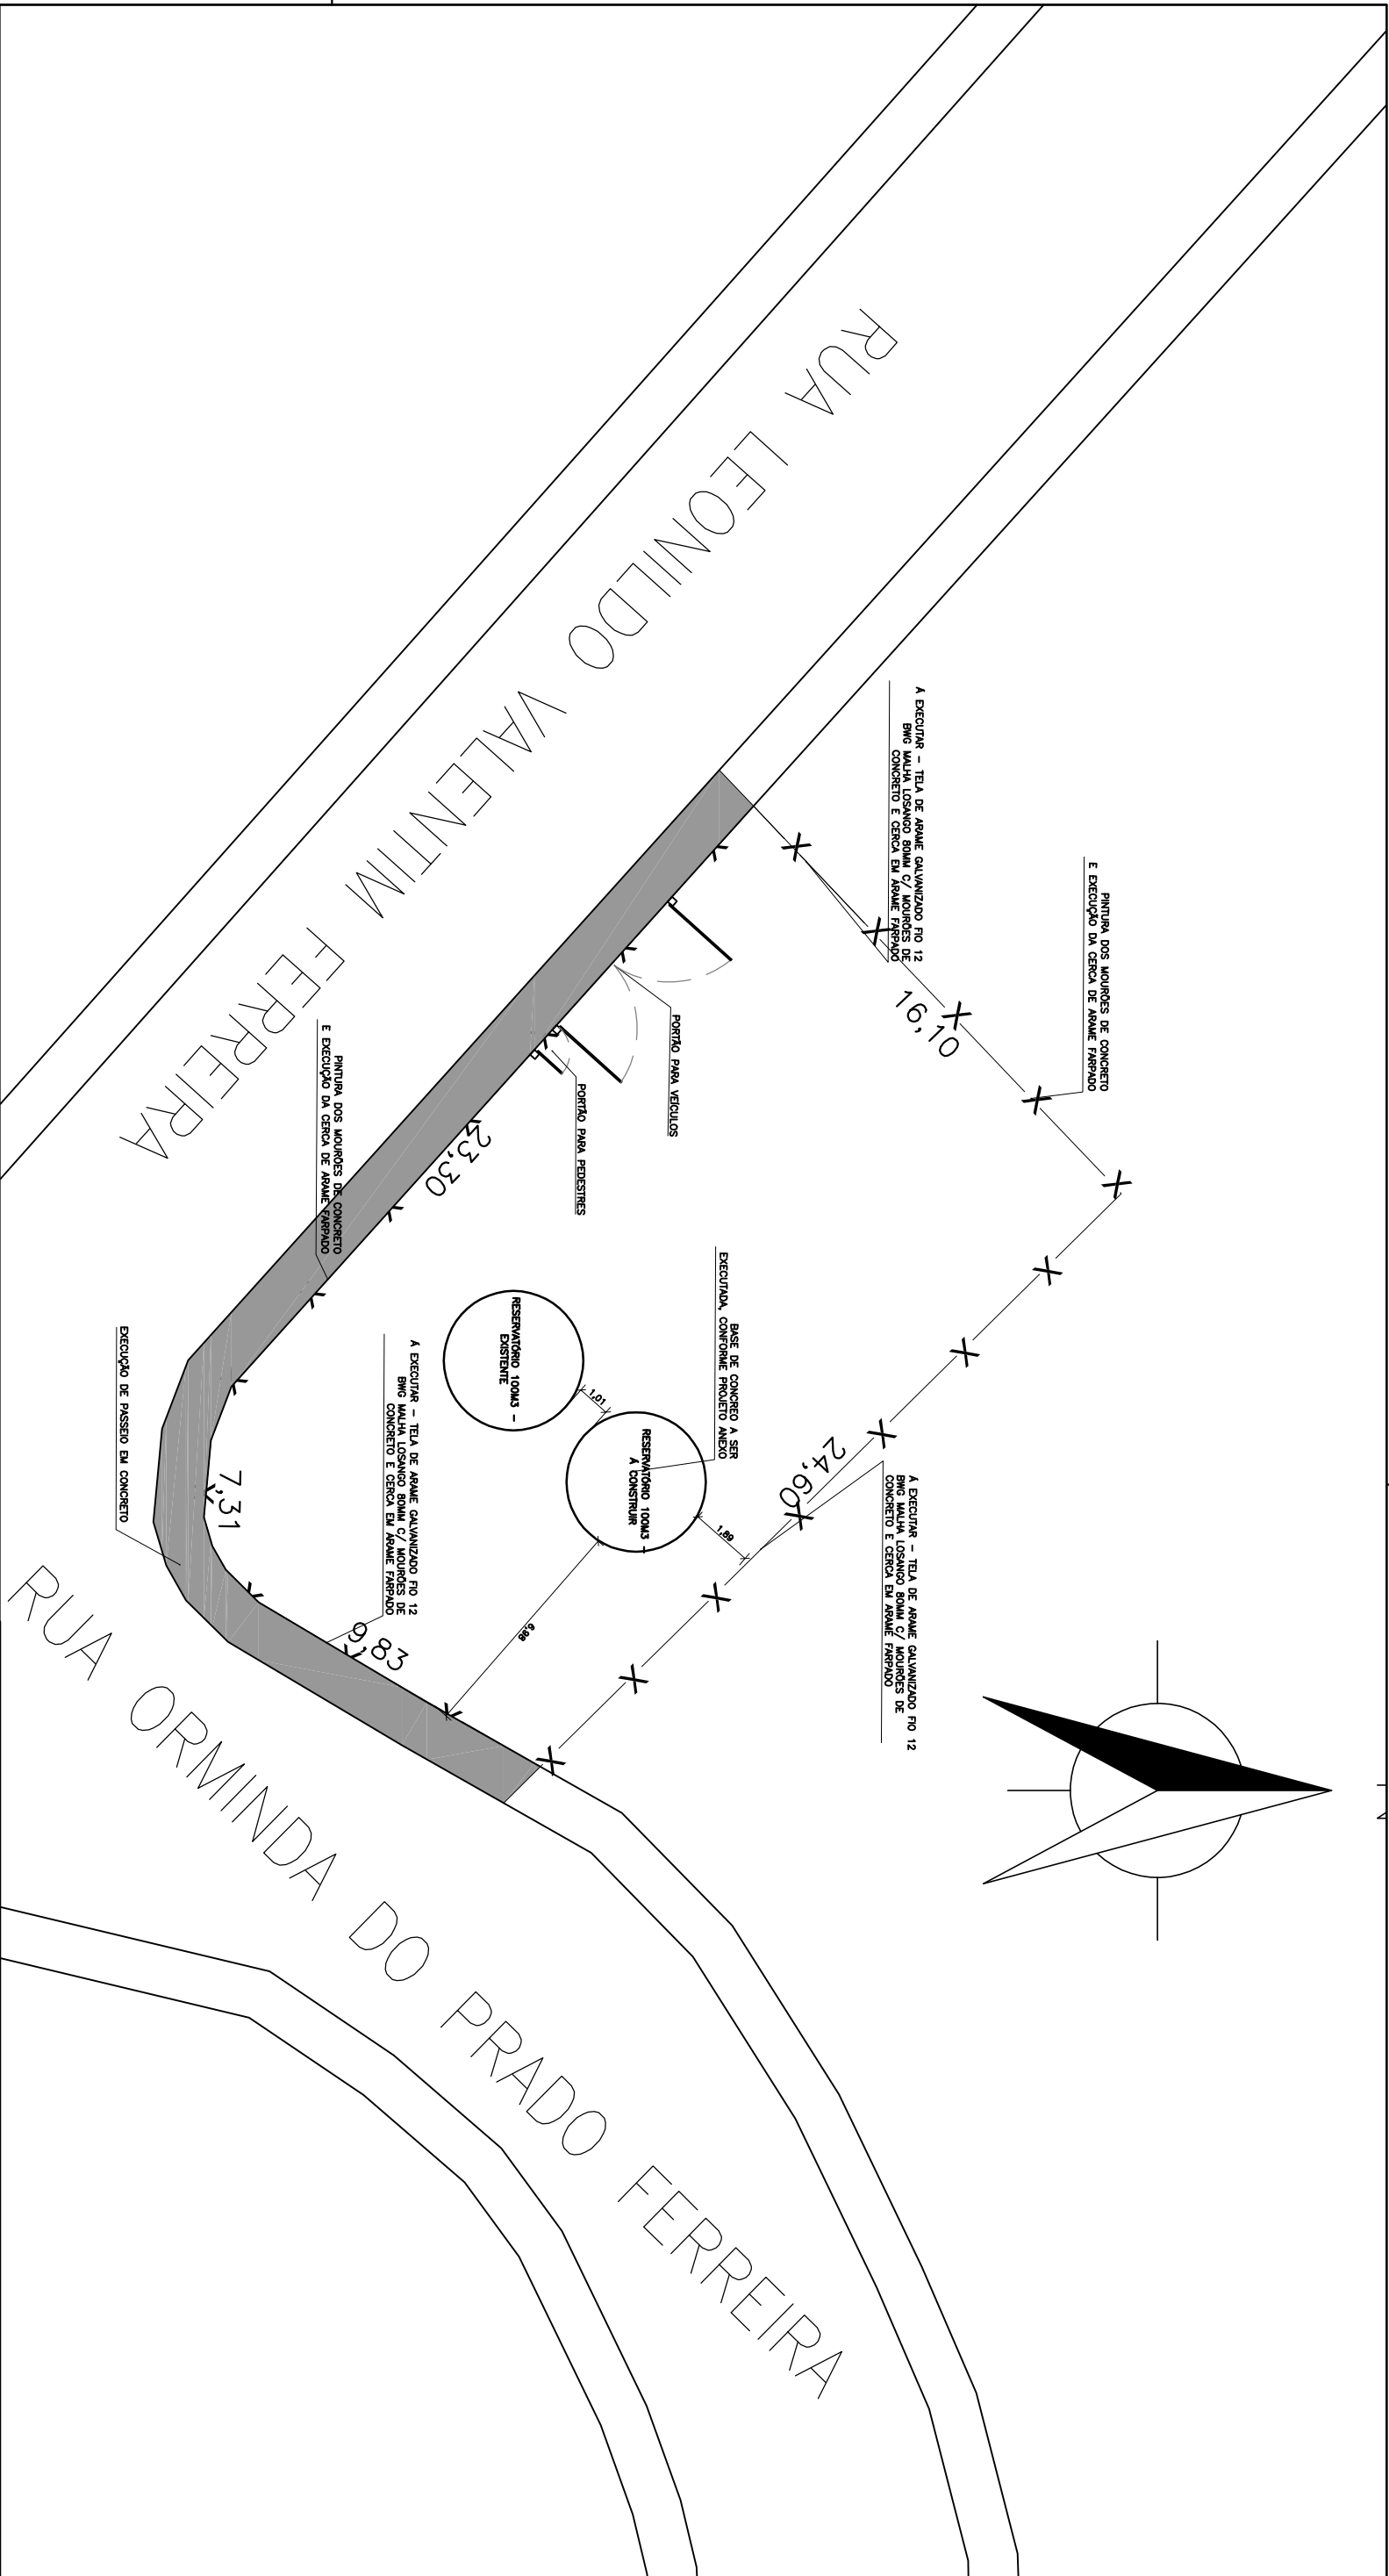 PINTURA DOS MOURÕES DE CONCRETO
E EXECUÇÃO DA CERCA DE ARAME FARPADO
Á EXECUTAR – TELA DE ARAME GALVANIZADO FIO 12
BWG MALHA LOSANGO 80MM C/ MOURÕES DE
CONCRETO E CERCA EM ARAME FARPADO
16,10
RUA LEONILDO VALENTIM FERREIRA
PORTÃO PARA VEÍCULOS
PORTÃO PARA PEDESTRES
23,30
PINTURA DOS MOURÕES DE CONCRETO
E EXECUÇÃO DA CERCA DE ARAME FARPADO
BASE DE CONCREO A SER
EXECUTADA, CONFORME PROJETO ANEXO
RESERVATÓRIO 100M3 –
EXISTENTE
1,01
RESERVATÓRIO 100M3 –
Á CONSTRUIR
24,60
1,89
Á EXECUTAR – TELA DE ARAME GALVANIZADO FIO 12
BWG MALHA LOSANGO 80MM C/ MOURÕES DE
CONCRETO E CERCA EM ARAME FARPADO
Á EXECUTAR – TELA DE ARAME GALVANIZADO FIO 12
BWG MALHA LOSANGO 80MM C/ MOURÕES DE
CONCRETO E CERCA EM ARAME FARPADO
6,98
EXECUÇÃO DE PASSEIO EM CONCRETO
7,31
9,83
RUA ORMINDA DO PRADO FERREIRA